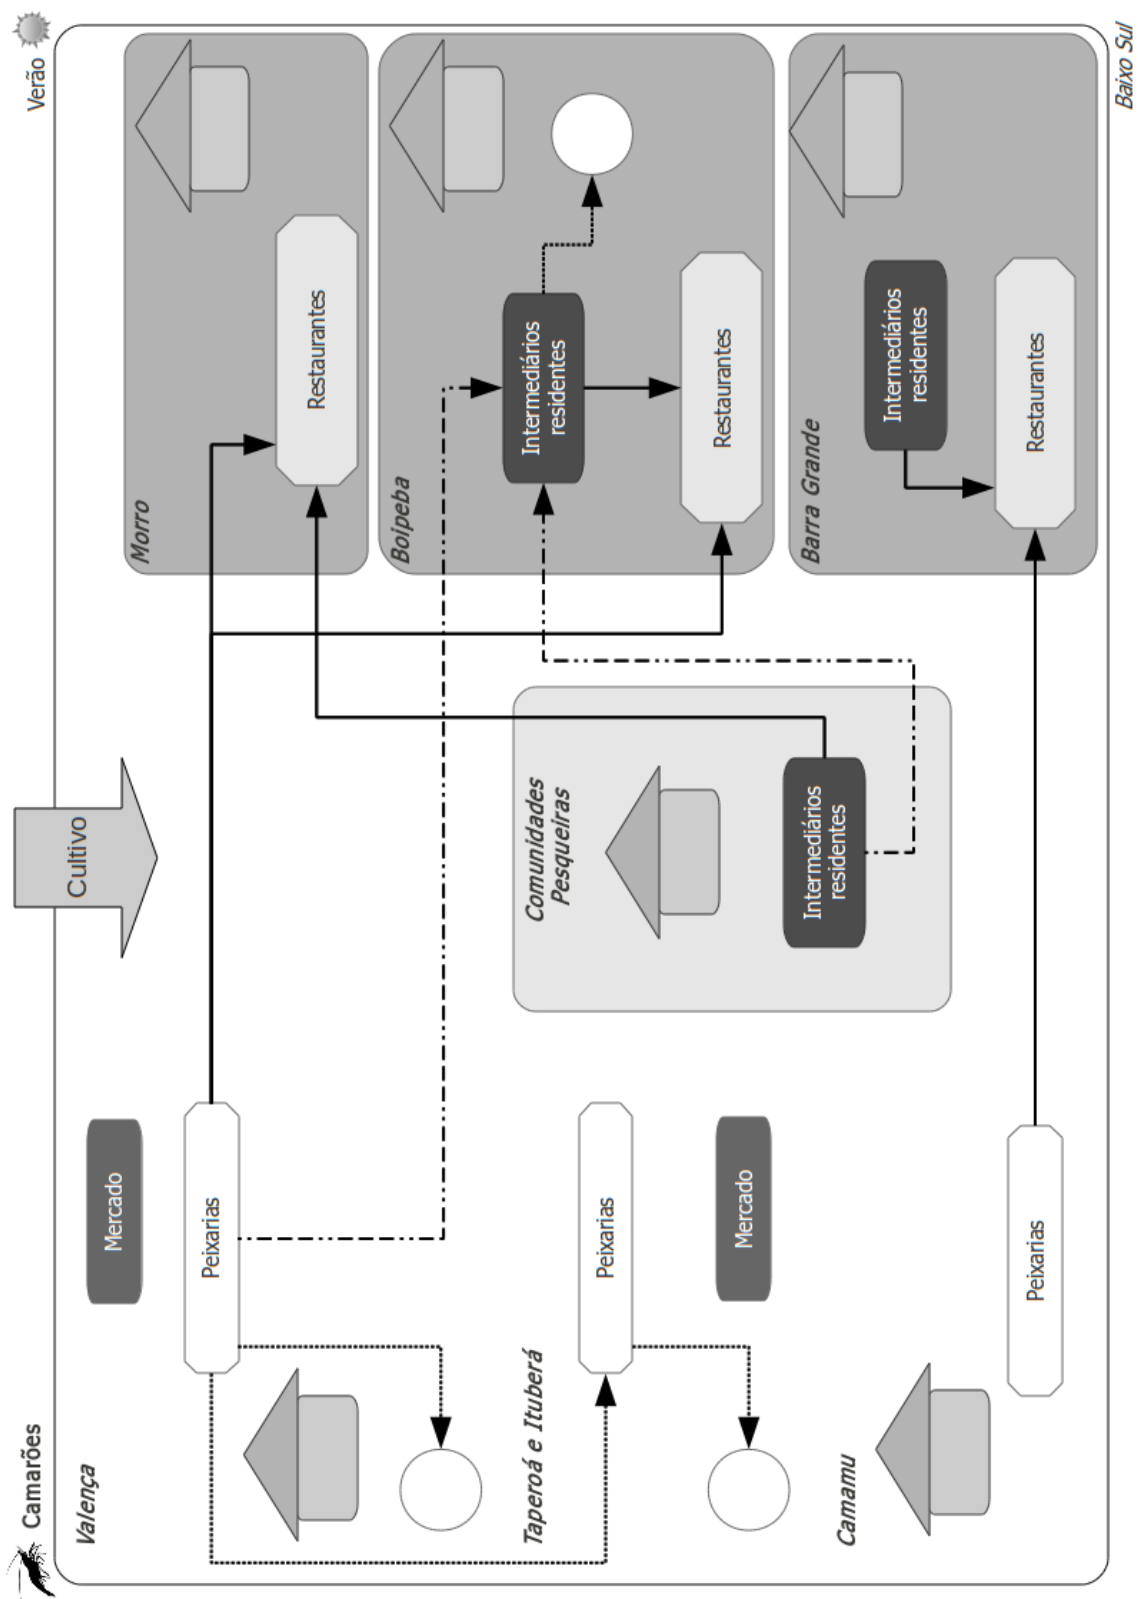 Camarões
Verão
Cultivo
Valença
Mercado
Peixarias
Morro
Restaurantes
Taperoá e Ituberá
Peixarias
Mercado
Comunidades
Pesqueiras
Intermediários
residentes
Boipeba
Intermediários
residentes
Restaurantes
Camamu
Peixarias
Barra Grande
Intermediários
residentes
Restaurantes
Baixo Sul